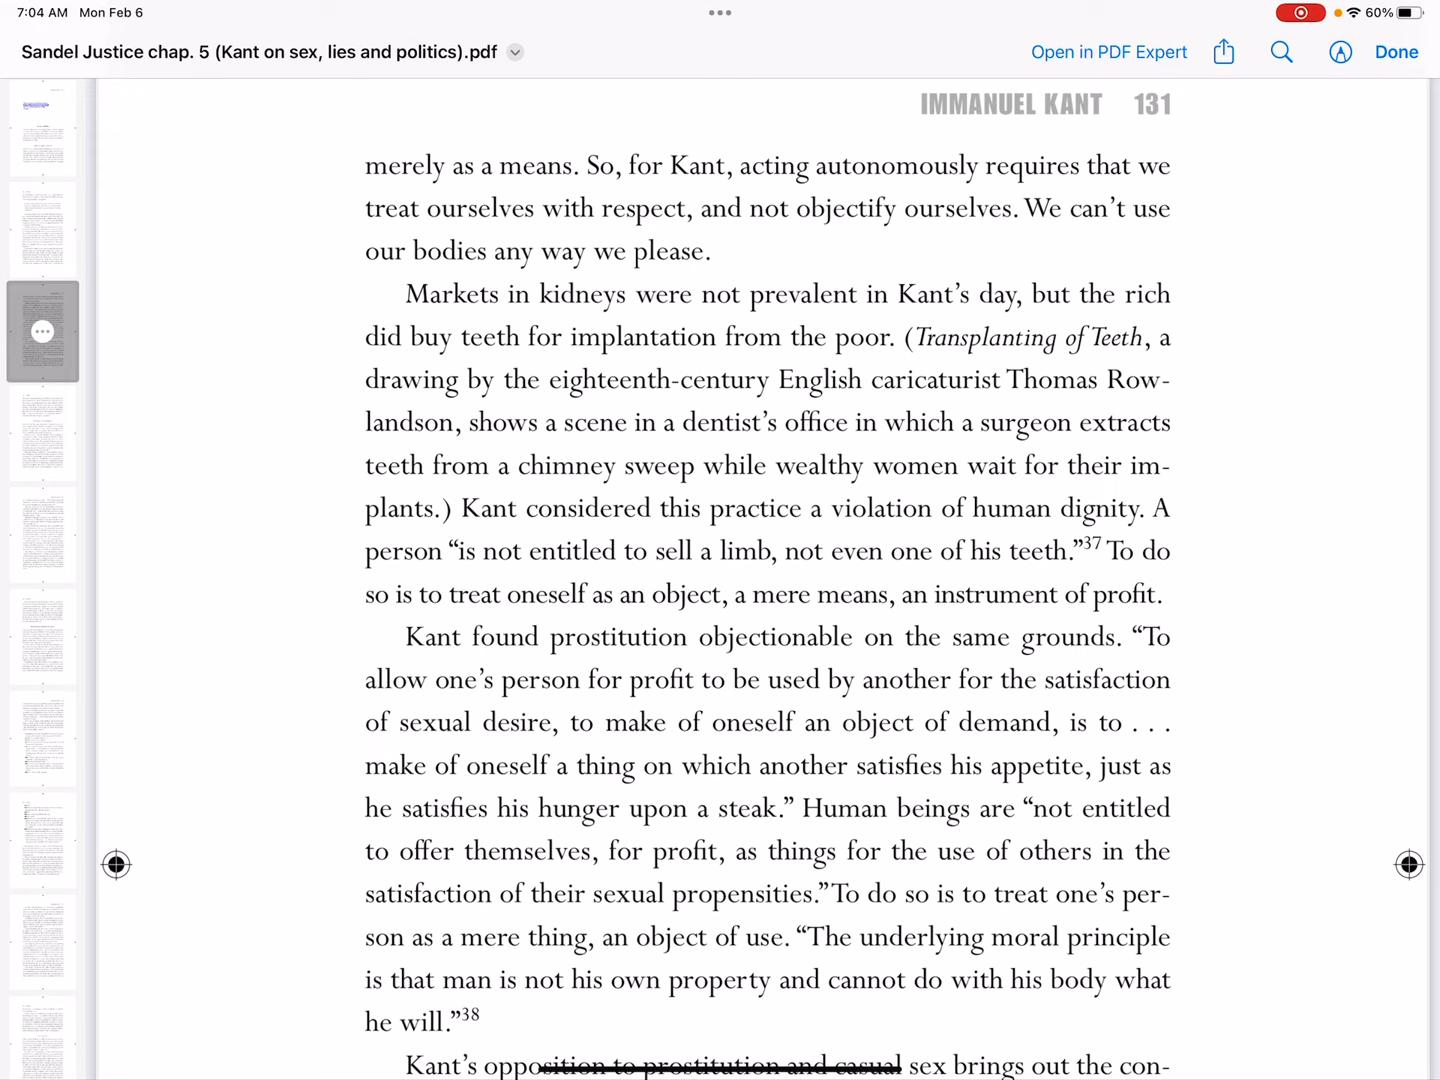 7:04 AM Mon Feb 6
60%
Sandel Justice chap. 5 (Kant on sex, lies and politics).pdf
Open in PDF Expert
Done
IMMANUEL KANT 131
merely as a means. So, for Kant, acting autonomously requires that we
treat ourselves with respect, and not objectify ourselves. We can’t use
our bodies any way we please.
Markets in kidneys were not prevalent in Kant’s day, but the rich
did buy teeth for implantation from the poor. (Transplanting of Teeth, a
drawing by the eighteenth-century English caricaturist Thomas Row-
landson, shows a scene in a dentist’s office in which a surgeon extracts
teeth from a chimney sweep while wealthy women wait for their im-
plants.) Kant considered this practice a violation of human dignity. A
person “is not entitled to sell a limb, not even one of his teeth.”37 To do
so is to treat oneself as an object, a mere means, an instrument of profit.
Kant found prostitution objectionable on the same grounds. “To
allow one’s person for profit to be used by another for the satisfaction
of sexual desire, to make of oneself an object of demand, is to . . .
make of oneself a thing on which another satisfies his appetite, just as
he satisfies his hunger upon a steak.” Human beings are “not entitled
to offer themselves, for profit, as things for the use of others in the
satisfaction of their sexual propensities.” To do so is to treat one’s per-
son as a mere thing, an object of use. “The underlying moral principle
is that man is not his own property and cannot do with his body what
he will.”38
Kant’s opposition to prostitution and casual sex brings out the con-